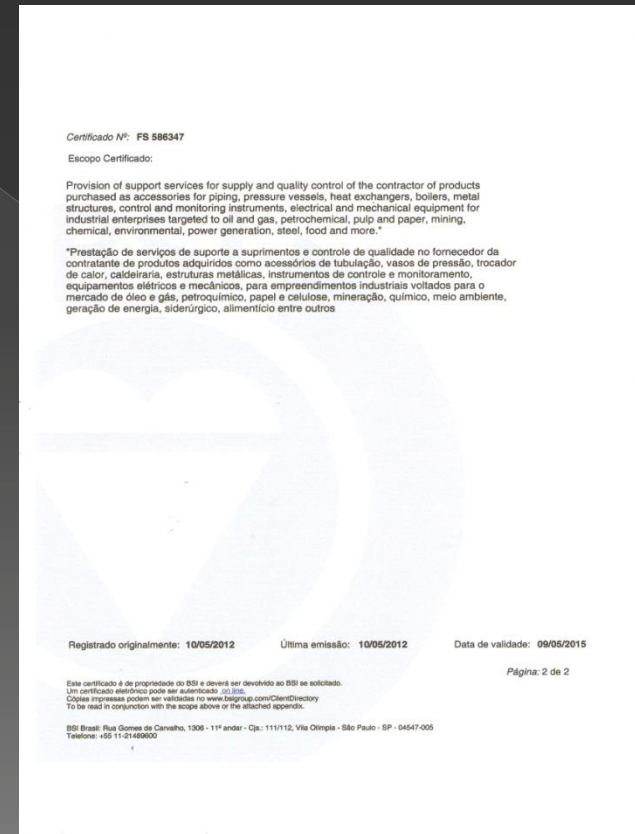 Certificado Nº: FS 586347
Escopo Certificado:
Provision of support services for supply and quality control of the contractor of products
purchased as accessories for piping, pressure vessels, heat exchangers, boilers, metal
structures, control and monitoring instruments, electrical and mechanical equipment for
industrial enterprises targeted to oil and gas, petrochemical, pulp and paper, mining,
chemical, environmental, power generation, steel, food and more."
"Prestação de serviços de suporte a suprimentos e controle de qualidade no fornecedor da
contratante de produtos adquiridos como acessórios de tubulação, vasos de pressão, trocador
de calor, caldeiraria, estruturas metálicas, instrumentos de controle e monitoramento,
equipamentos elétricos e mecânicos, para empreendimentos industriais voltados para o
mercado de óleo e gás, petroquímico, papel e celulose, mineração, químico, meio ambiente,
geração de energia, siderúrgico, alimentício entre outros
Registrado originalmente: 10/05/2012 Última emissão: 10/05/2012 Data de validade: 09/05/2015
Página: 2 de 2
Este certificado é de propriedade do BSI e deverá ser devolvido ao BSI se solicitado.
Um certificado eletrônico pode ser autenticado on line.
Cópias impressas podem ser validadas no www.bsigroup.com/ClientDirectory
To be read in conjunction with the scope above or the attached appendix.
BSI Brasil: Rua Gomes de Carvalho, 1306 - 11º andar - Cjs.: 111/112, Vila Olímpia - São Paulo - SP - 04547-005
Telefone: +55 11-21489600